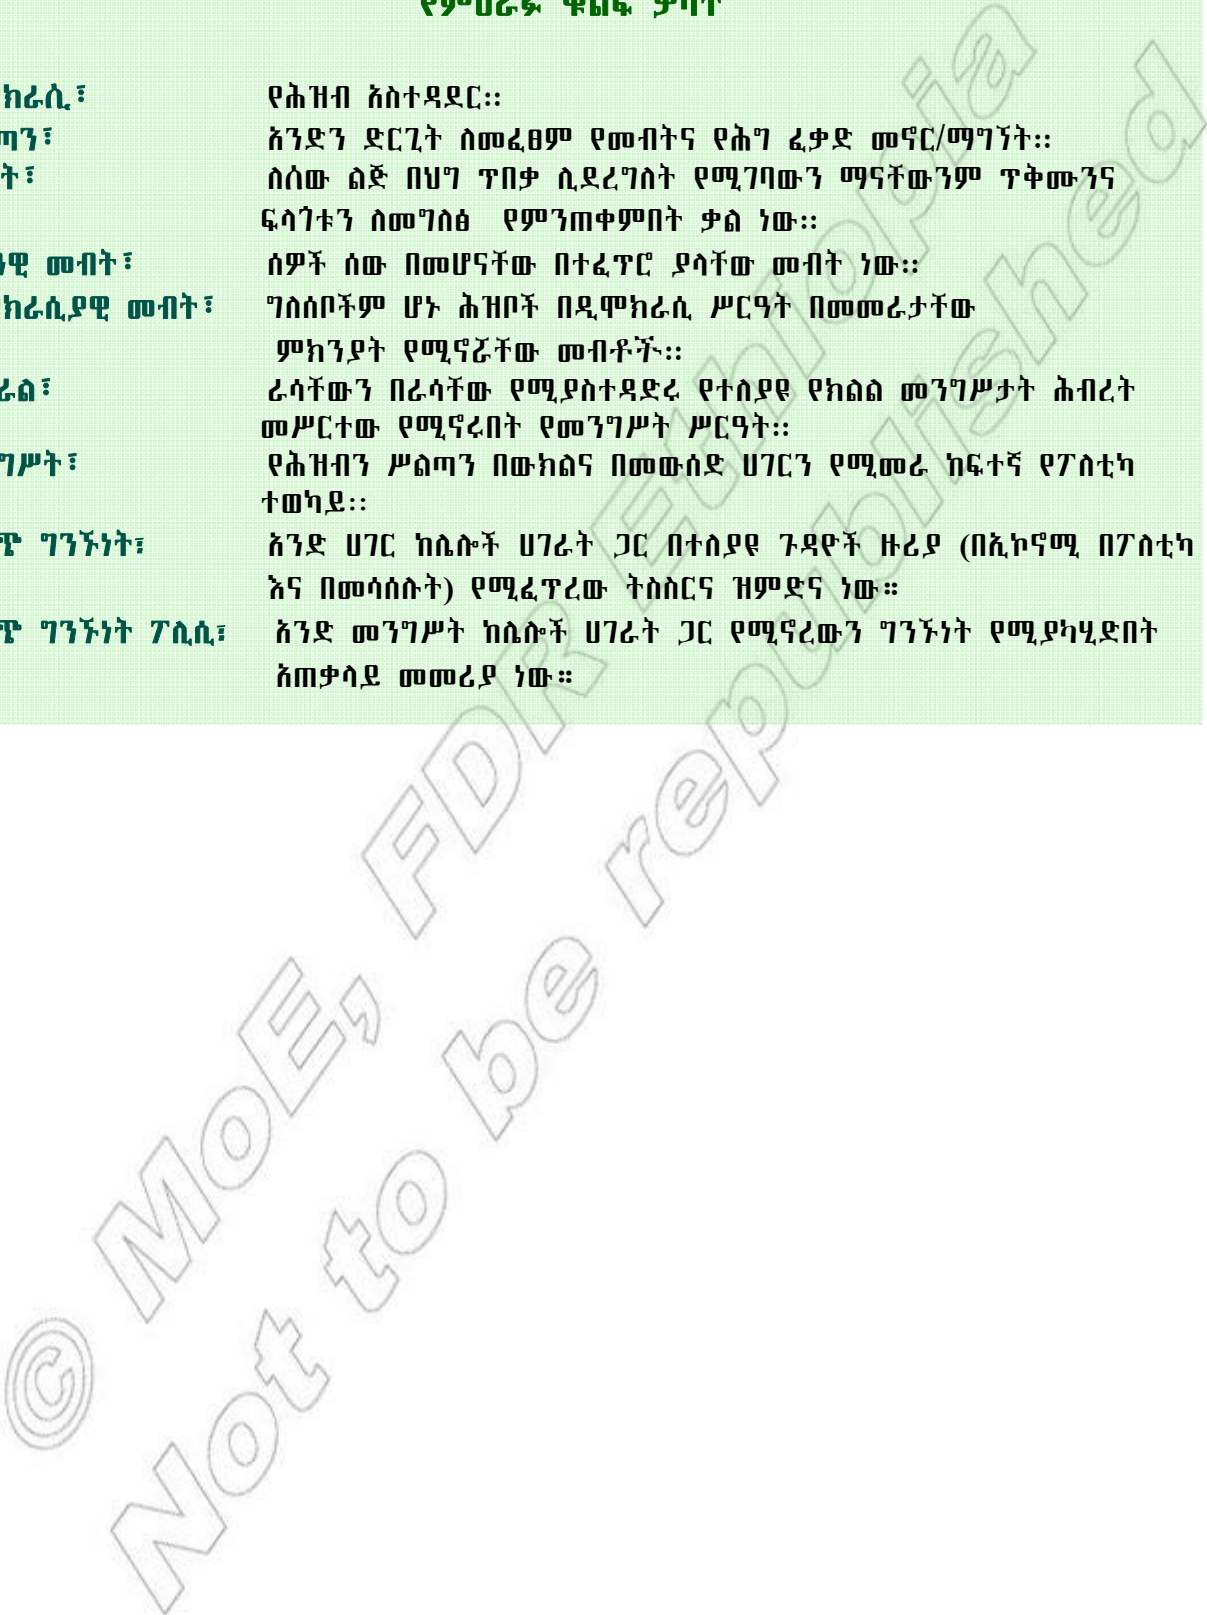 የምዕራፉ ቁልፍ ቃላት
ክራሲ፣ የሕዝብ አስተዳደር፡፡
ጣን፣ አንድን ድርጊት ለመፈፀም የመብትና የሕግ ፈቃድ መኖር/ማግኘት፡፡
ት፣ ለሰው ልጅ በህግ ጥበቃ ሊደረግለት የሚገባውን ማናቸውንም ጥቅሙንና
ፍላጎቱን ለመግለፅ የምንጠቀምበት ቃል ነው፡፡
ዊ መብት፣ ሰዎች ሰው በመሆናቸው በተፈጥሮ ያላቸው መብት ነው፡፡
ክራሲያዊ መብት፣ ግለሰቦችም ሆኑ ሕዝቦች በዲሞክራሲ ሥርዓት በመመራታቸው
ምክንያት የሚኖሯቸው መብቶች፡፡
ራል፣ ራሳቸውን በራሳቸው የሚያስተዳድሩ የተለያዩ የክልል መንግሥታት ሕብረት
መሥርተው የሚኖሩበት የመንግሥት ሥርዓት፡፡
ግሥት፣ የሕዝብን ሥልጣን በውክልና በመውሰድ ሀገርን የሚመራ ከፍተኛ የፖለቲካ
ተወካይ፡፡
ጭ ግንኙነት፣ አንድ ሀገር ከሌሎች ሀገራት ጋር በተለያዩ ጉዳዮች ዙሪያ (በኢኮኖሚ በፖለቲካ
እና በመሳሰሉት) የሚፈጥረው ትስስርና ዝምድና ነው።
ጭ ግንኙነት ፖሊሲ፣ አንድ መንግሥት ከሌሎች ሀገራት ጋር የሚኖረውን ግንኙነት የሚያካሂድበት
አጠቃላይ መመሪያ ነው።
© MoE, FDR Ethiopia
Not to be republished